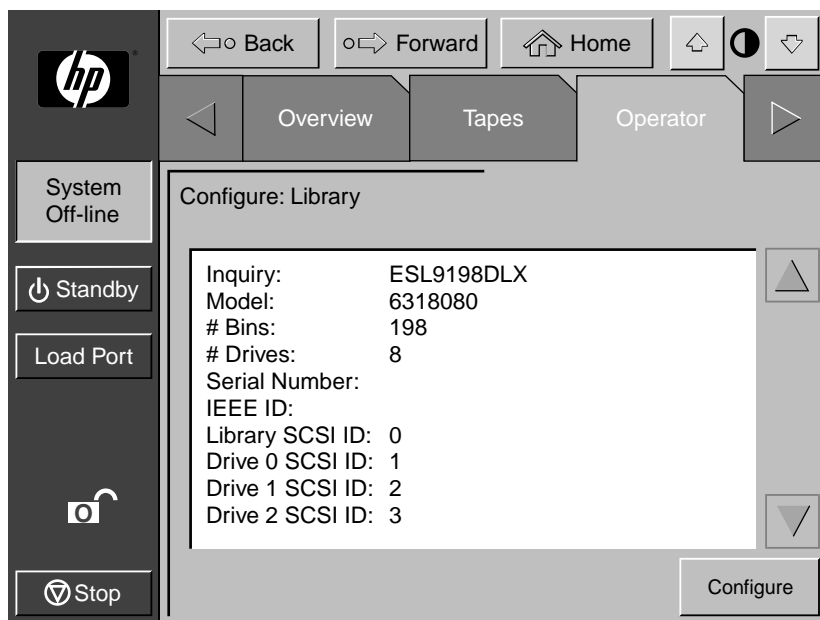 hp
Back
Forward
Home
Overview
Tapes
Operator
System
Off-line
Configure: Library
Standby
Load Port
Inquiry: ESL9198DLX
Model: 6318080
# Bins: 198
# Drives: 8
Serial Number:
IEEE ID:
Library SCSI ID: 0
Drive 0 SCSI ID: 1
Drive 1 SCSI ID: 2
Drive 2 SCSI ID: 3
Stop
Configure